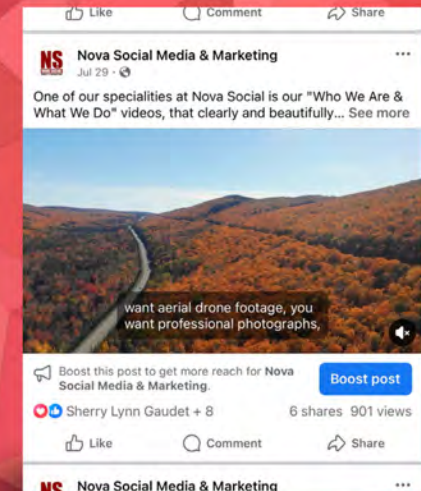 Like Comment Share
NS Nova Social Media & Marketing
Jul 29 ·
One of our specialities at Nova Social is our "Who We Are &
What We Do" videos, that clearly and beautifully... See more
want aerial drone footage, you
want professional photographs,
Boost this post to get more reach for Nova
Social Media & Marketing.
Boost post
Sherry Lynn Gaudet + 8 6 shares 901 views
Like Comment Share
NS Nova Social Media & Marketing